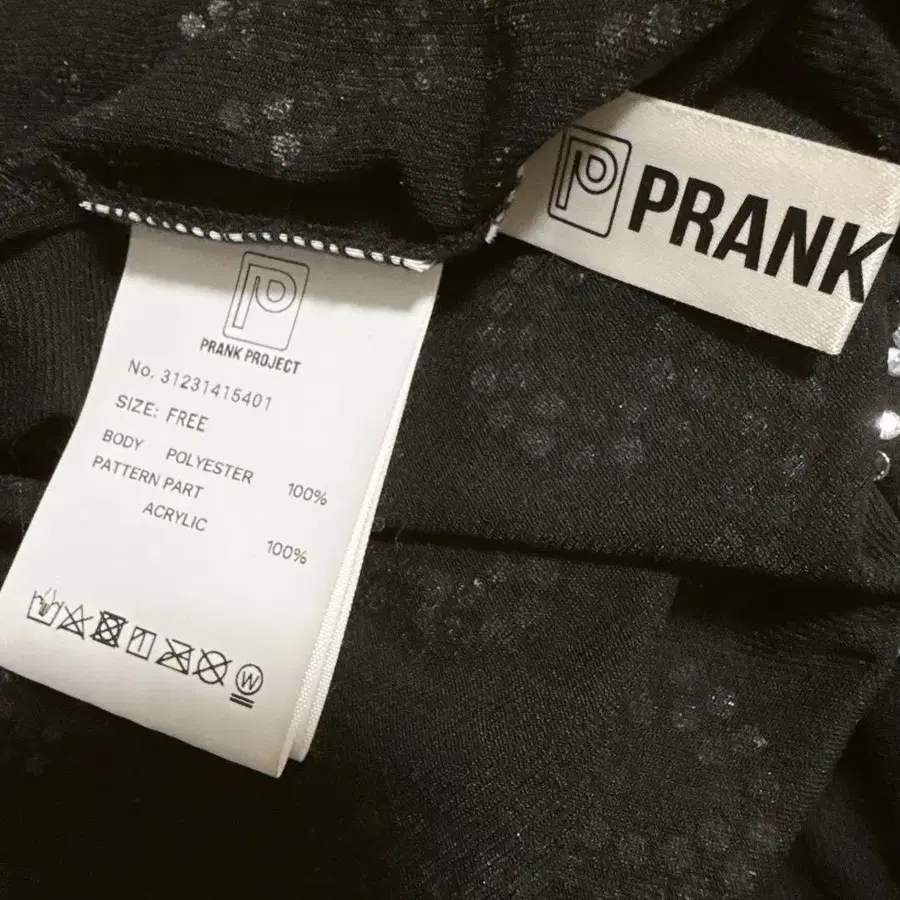 PRANK
PRANK PROJECT
No. 31231415401
SIZE: FREE
BODY POLYESTER 100%
PATTERN PART
ACRYLIC 100%
W